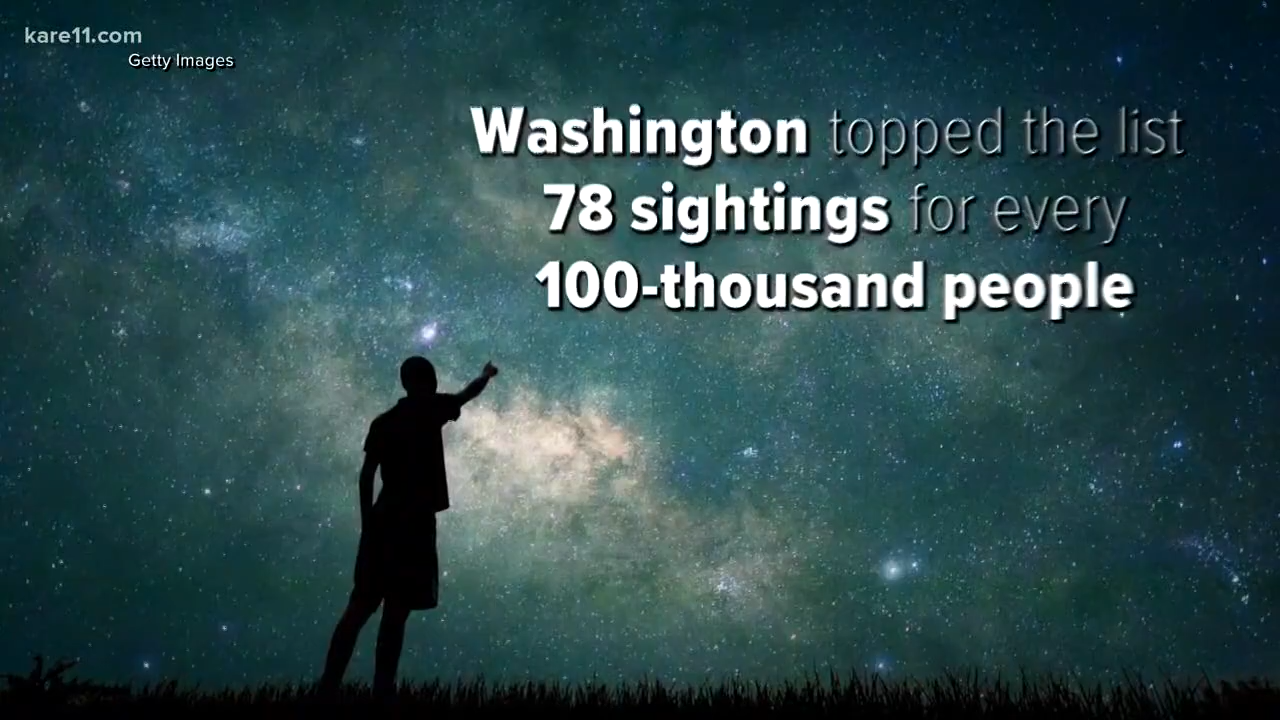 kare11.com
Getty Images
Washington topped the list
78 sightings for every
100-thousand people